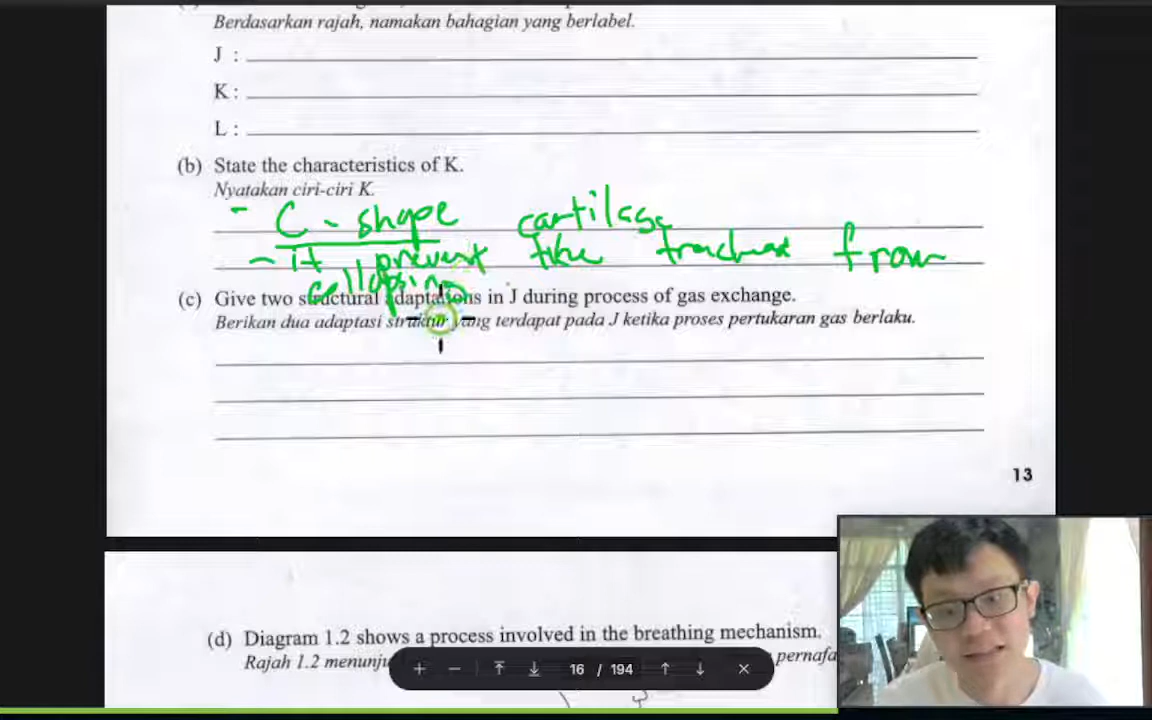 Berdasarkan rajah, namakan bahagian yang berlabel.
J :
K :
L :
(b) State the characteristics of K.
Nyatakan ciri-ciri K.
- C - shape cartilage
- it prevent the trachea from
collapsing
(c) Give two structural adaptations in J during process of gas exchange.
Berikan dua adaptasi struktur yang terdapat pada J ketika proses pertukaran gas berlaku.
13
(d) Diagram 1.2 shows a process involved in the breathing mechanism.
Rajah 1.2 menunju
pernafa
16 / 194